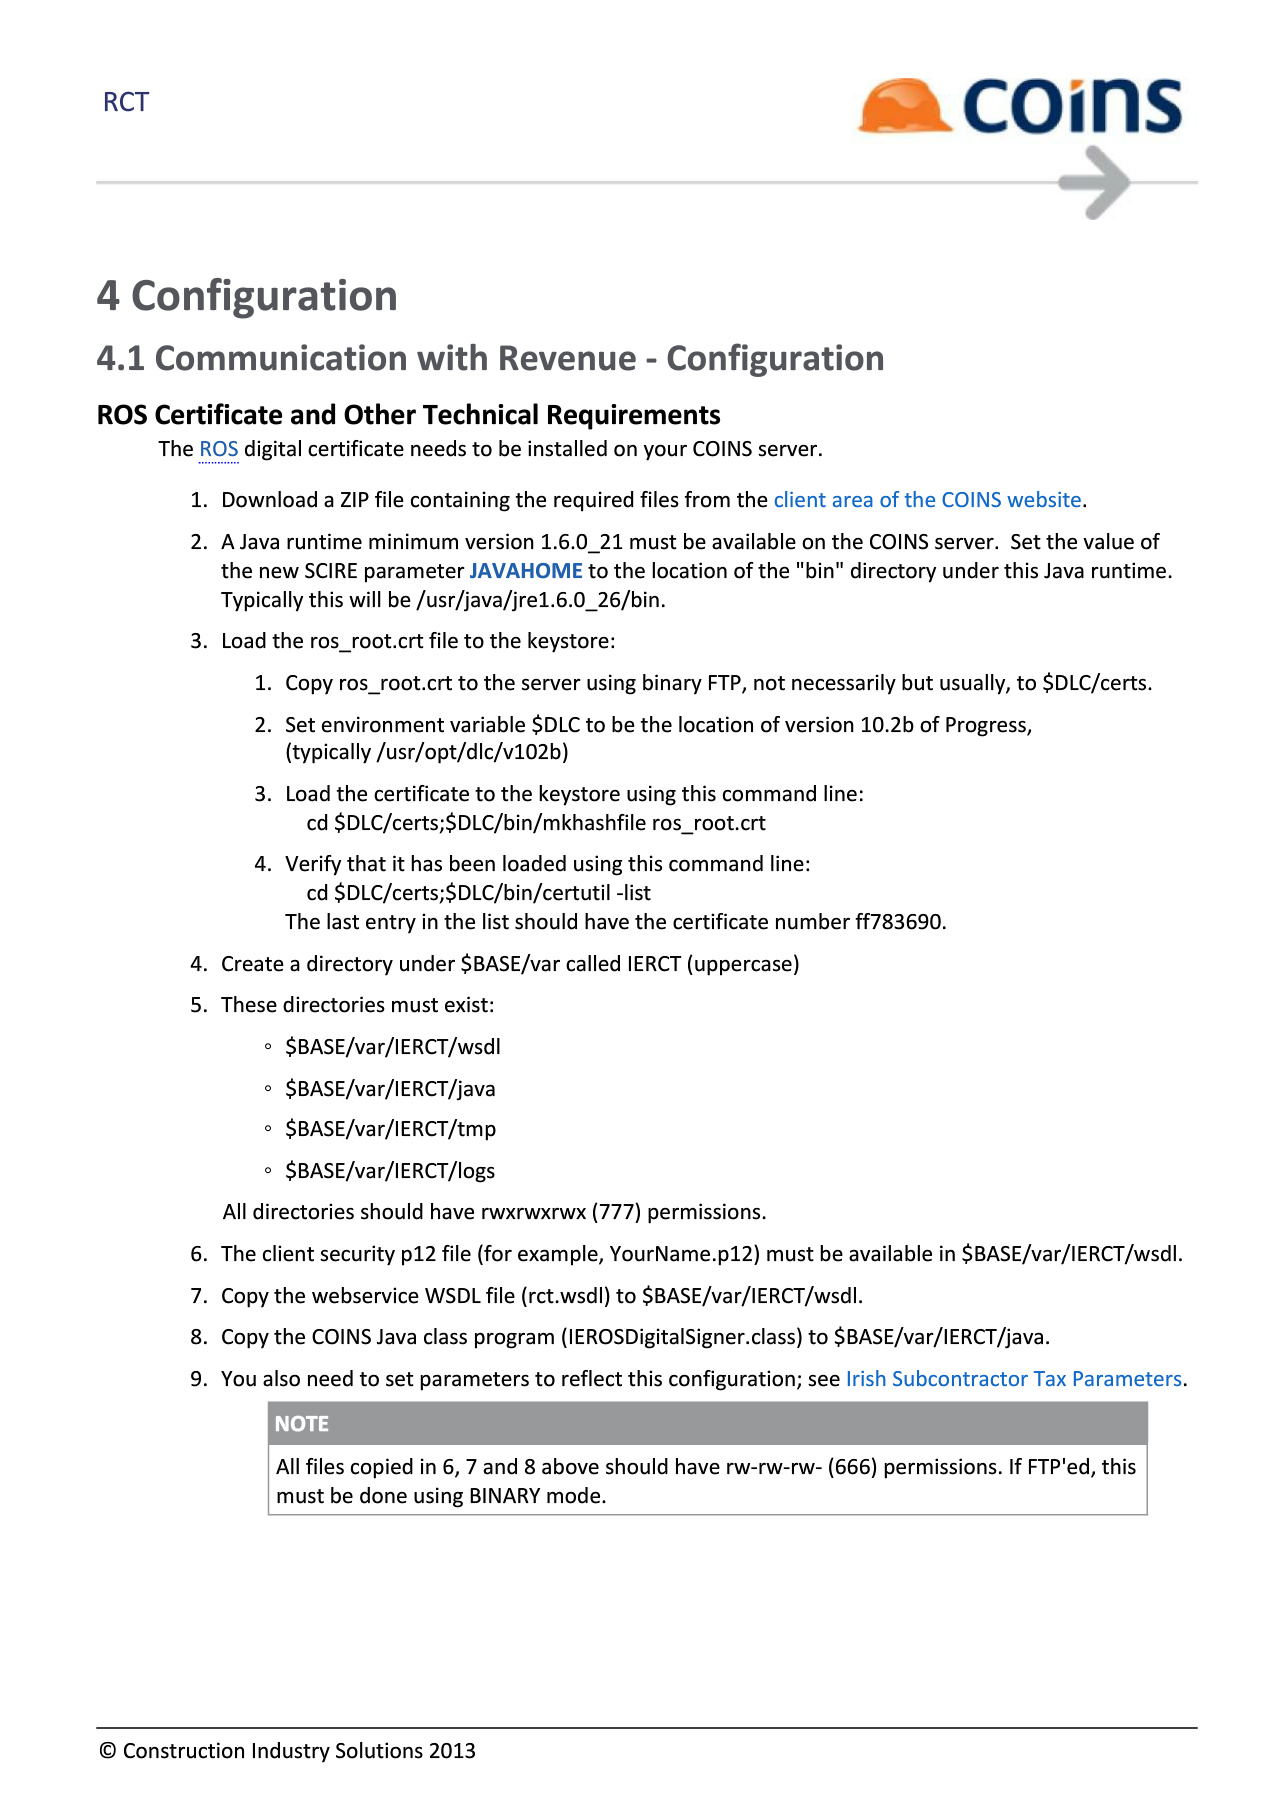 RCT
coins
4 Configuration
4.1 Communication with Revenue - Configuration
ROS Certificate and Other Technical Requirements
The ROS digital certificate needs to be installed on your COINS server.
1. Download a ZIP file containing the required files from the client area of the COINS website.
2. A Java runtime minimum version 1.6.0_21 must be available on the COINS server.  Set the value of
the new SCIRE parameter JAVAHOME to the location of the "bin" directory under this Java runtime.
Typically this will be /usr/java/jre1.6.0_26/bin.
3. Load the ros_root.crt file to the keystore:
1. Copy ros_root.crt to the server using binary FTP, not necessarily but usually, to $DLC/certs.
2. Set environment variable $DLC to be the location of version 10.2b of Progress,
(typically /usr/opt/dlc/v102b)
3. Load the certificate to the keystore using this command line:
cd $DLC/certs;$DLC/bin/mkhashfile ros_root.crt
4. Verify that it has been loaded using this command line:
cd $DLC/certs;$DLC/bin/certutil -list
The last entry in the list should have the certificate number ff783690.
4. Create a directory under $BASE/var called IERCT (uppercase)
5. These directories must exist:
◦ $BASE/var/IERCT/wsdl
◦ $BASE/var/IERCT/java
◦ $BASE/var/IERCT/tmp
◦ $BASE/var/IERCT/logs
All directories should have rwxrwxrwx (777) permissions.
6. The client security p12 file (for example, YourName.p12) must be available in $BASE/var/IERCT/wsdl.
7. Copy the webservice WSDL file (rct.wsdl) to $BASE/var/IERCT/wsdl.
8. Copy the COINS Java class program (IEROSDigitalSigner.class) to $BASE/var/IERCT/java.
9. You also need to set parameters to reflect this configuration; see Irish Subcontractor Tax Parameters.
NOTE
All files copied in 6, 7 and 8 above should have rw-rw-rw- (666) permissions. If FTP'ed, this
must be done using BINARY mode.
© Construction Industry Solutions 2013